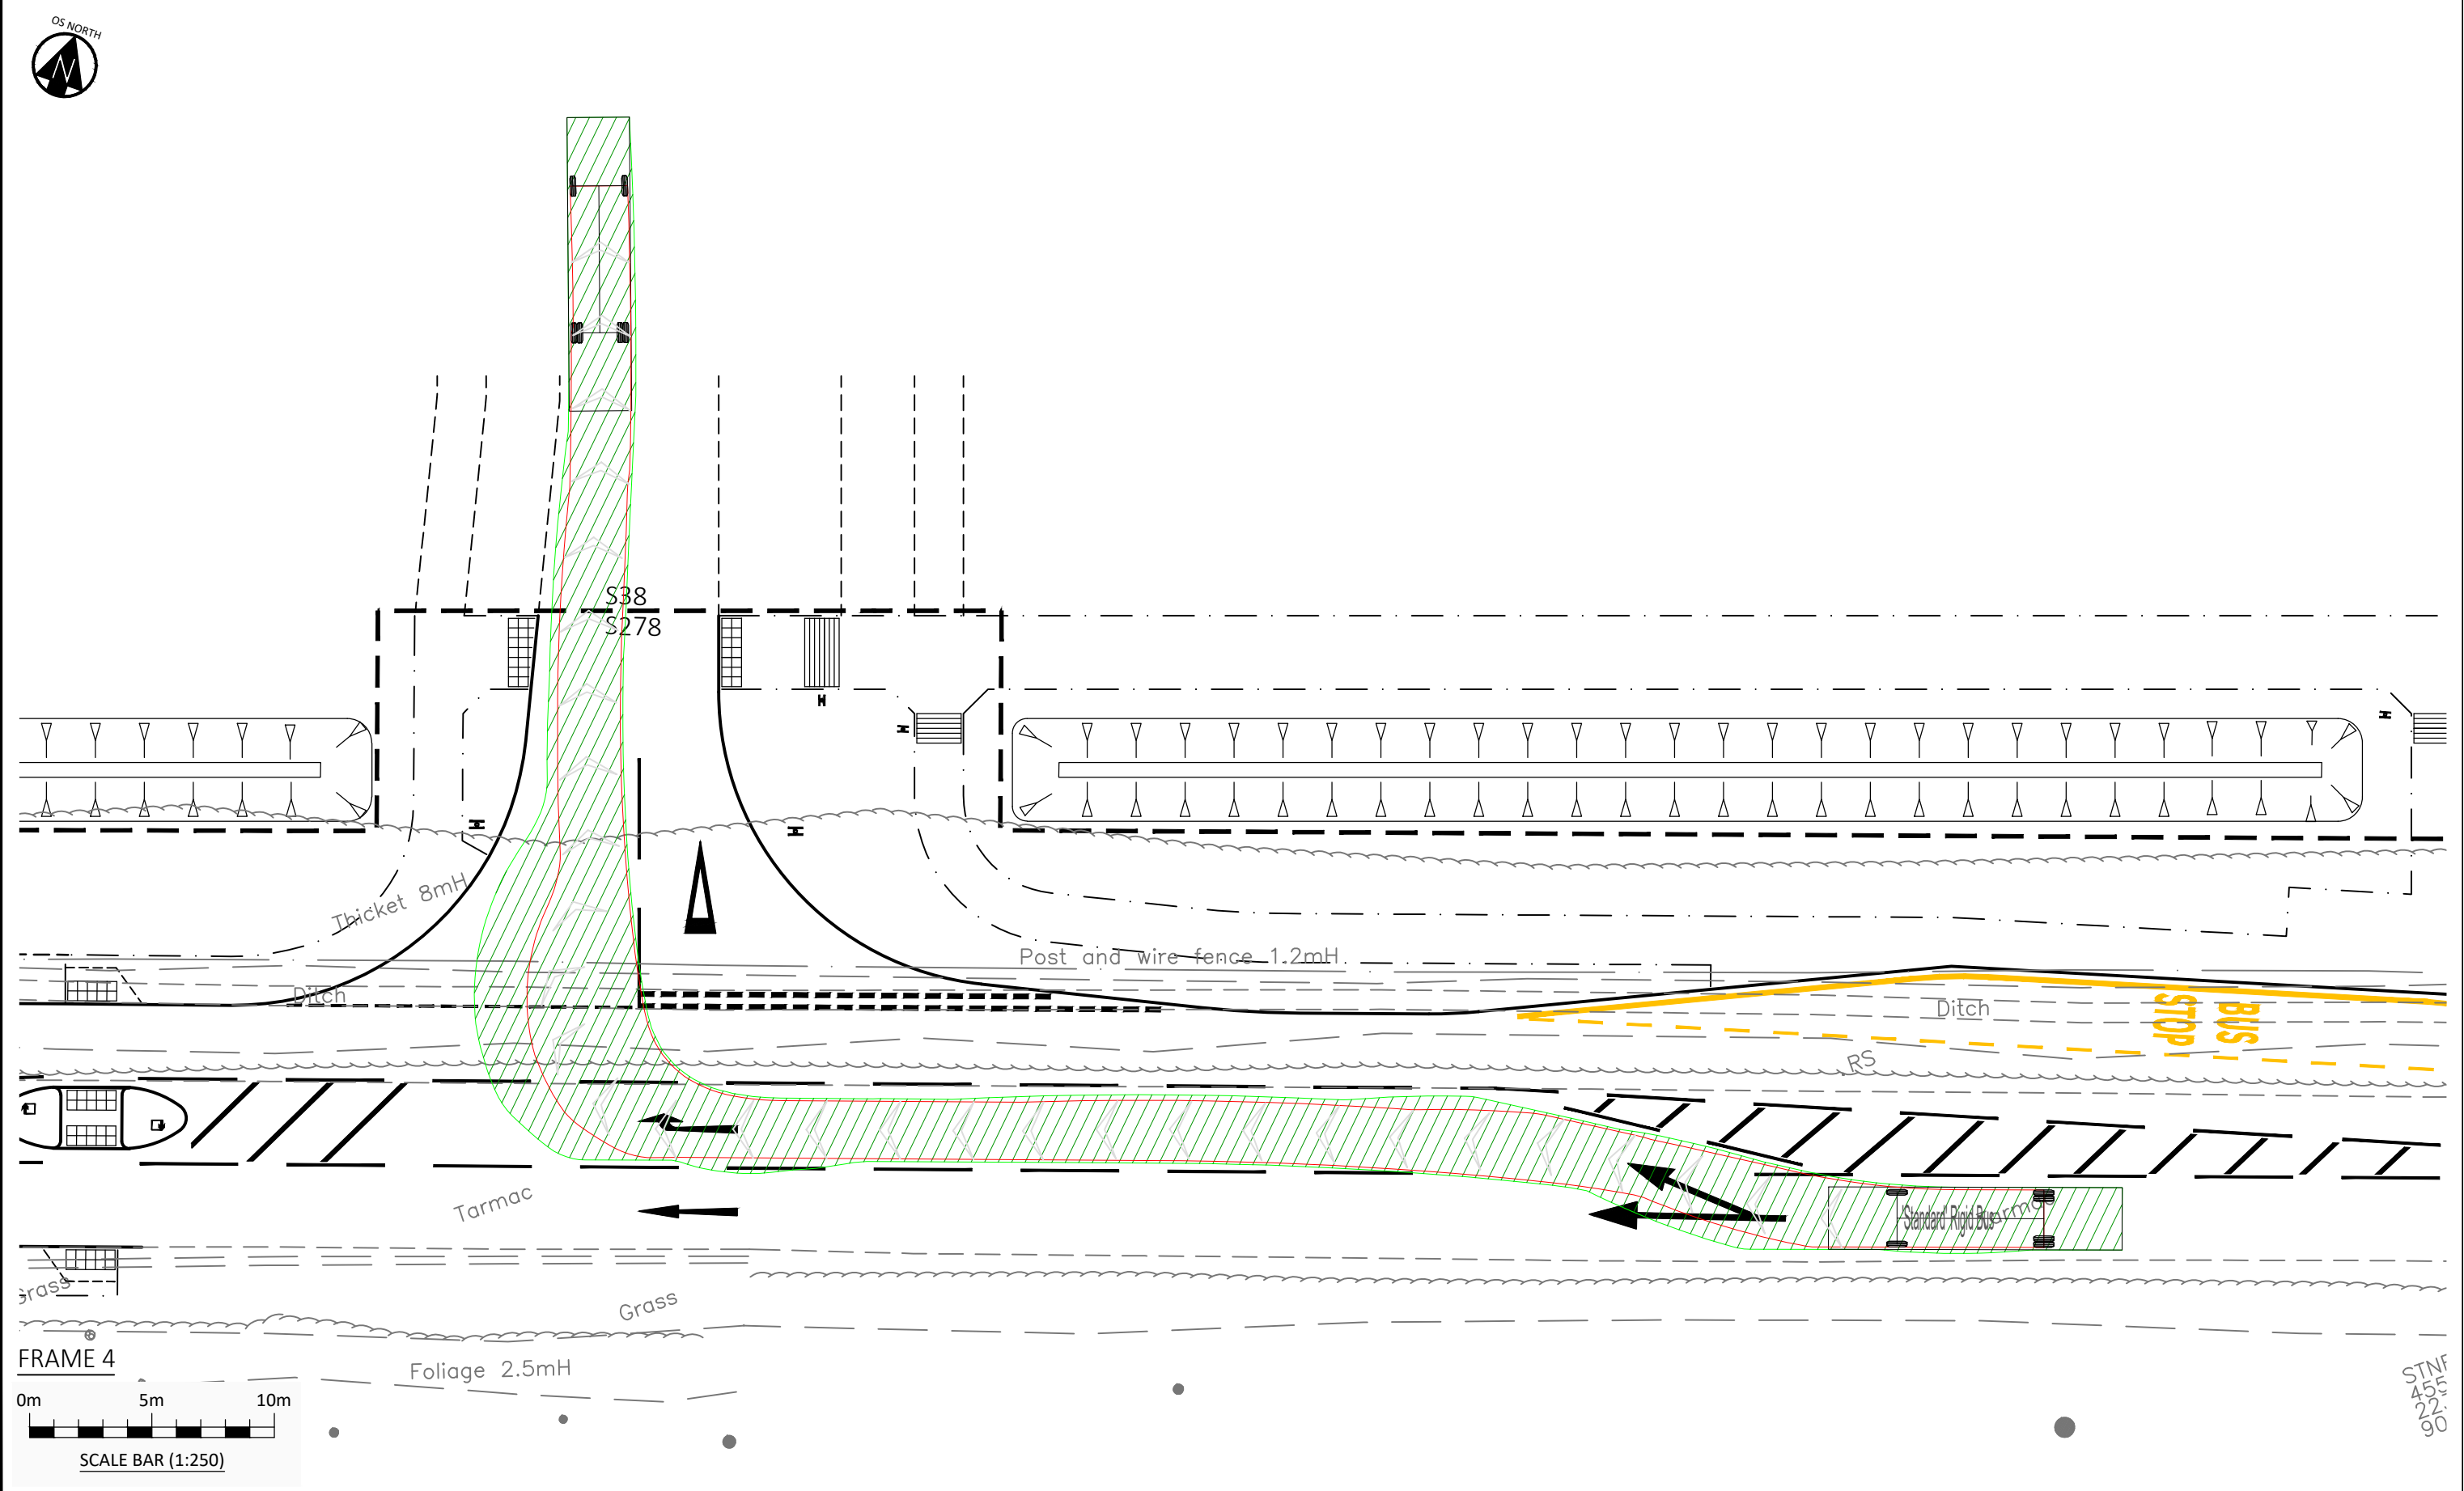 OS NORTH
N
S38
S278
Thicket 8mH
Post and wire fence 1.2mH
Ditch
Ditch
BUS
STOP
RS
'Standard' Rigid Bus
Tarmac
Tarmac
Grass
Grass
FRAME 4
Foliage 2.5mH
0m 5m 10m
SCALE BAR (1:250)